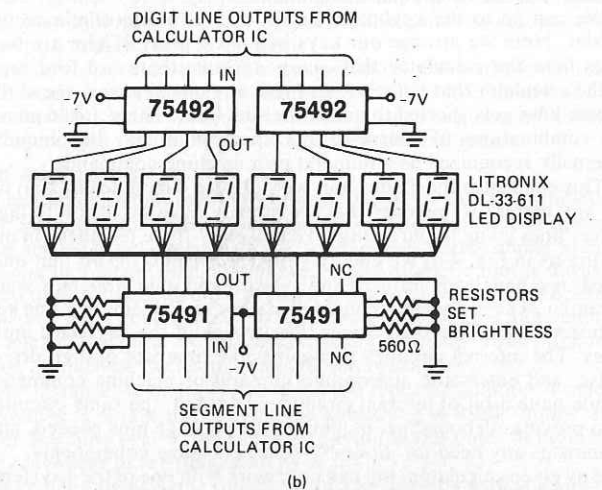 DIGIT LINE OUTPUTS FROM
CALCULATOR IC
IN
-7V
75492
75492
-7V
OUT
LITRONIX
DL-33-611
LED DISPLAY
OUT
NC
75491
75491
RESISTORS
SET
BRIGHTNESS
IN
-7V
NC
560Ω
SEGMENT LINE
OUTPUTS FROM
CALCULATOR IC
(b)